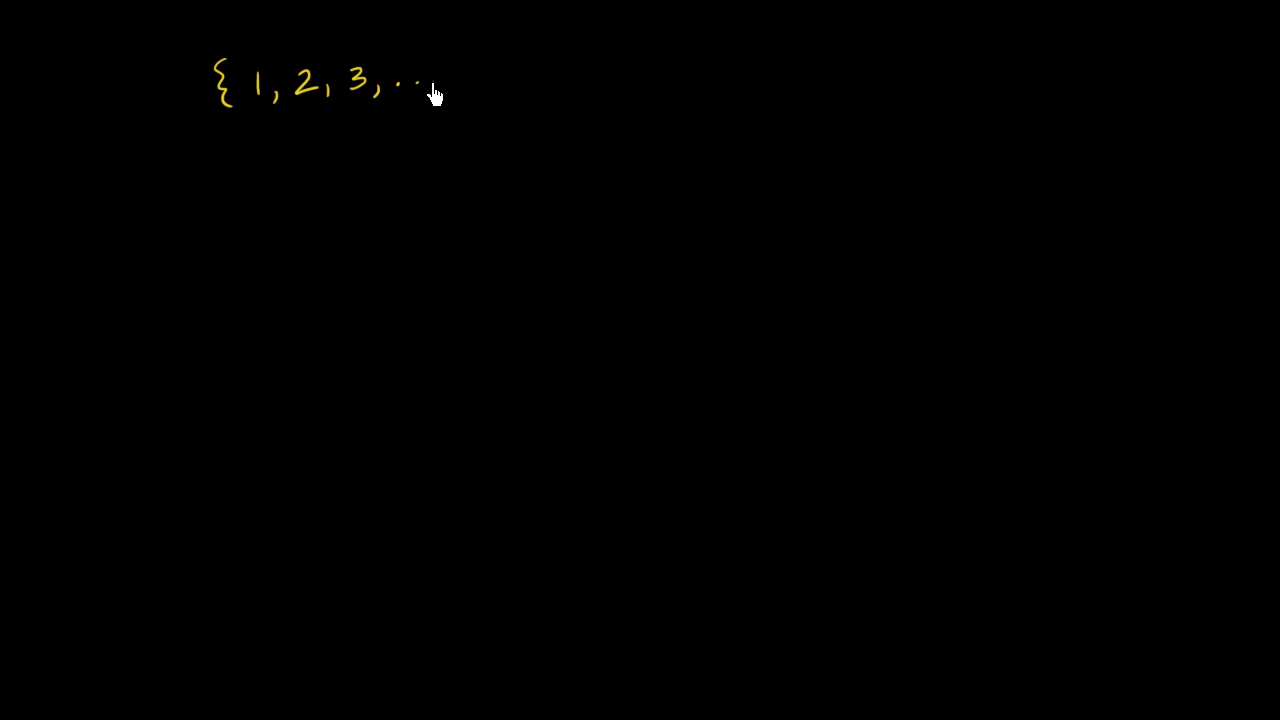 { 1, 2, 3, ..